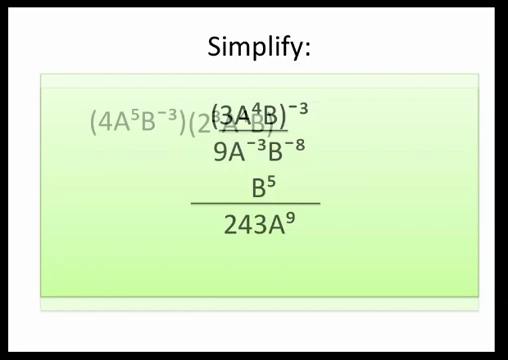 Simplify:
(3A⁴B)⁻³
9A⁻³B⁻⁸
B⁵
243A⁹